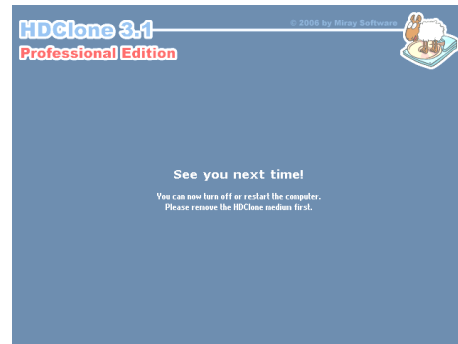 HDClone 3.1
© 2006 by Miray Software
Professional Edition
See you next time!
You can now turn off or restart the computer.
Please remove the HDClone medium first.